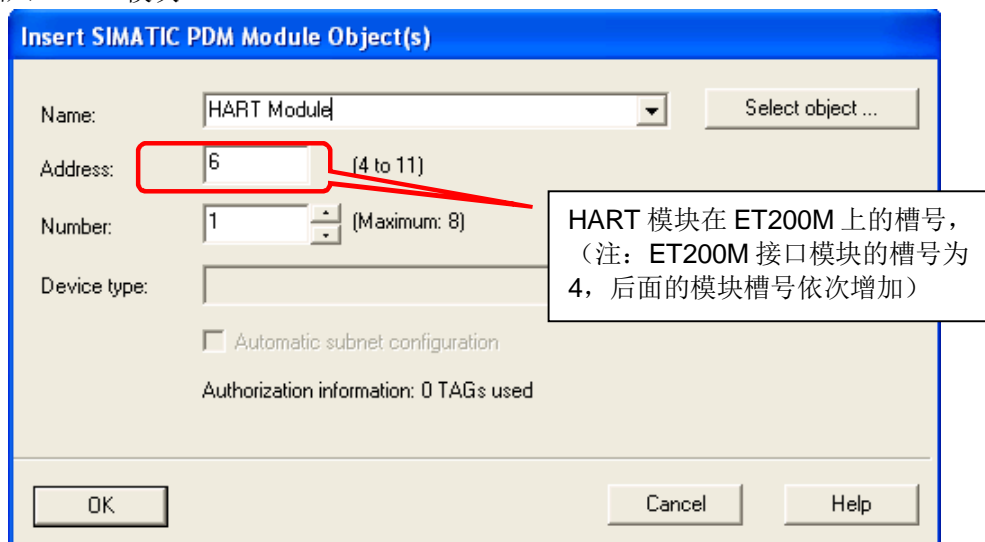 Insert SIMATIC PDM Module Object(s)
Name:
HART Module
Select object ...
Address:
6
(4 to 11)
Number:
1
(Maximum: 8)
HART 模块在 ET200M 上的槽号，
（注：ET200M 接口模块的槽号为
4，后面的模块槽号依次增加）
Device type:
Automatic subnet configuration
Authorization information: 0 TAGs used
OK
Cancel
Help